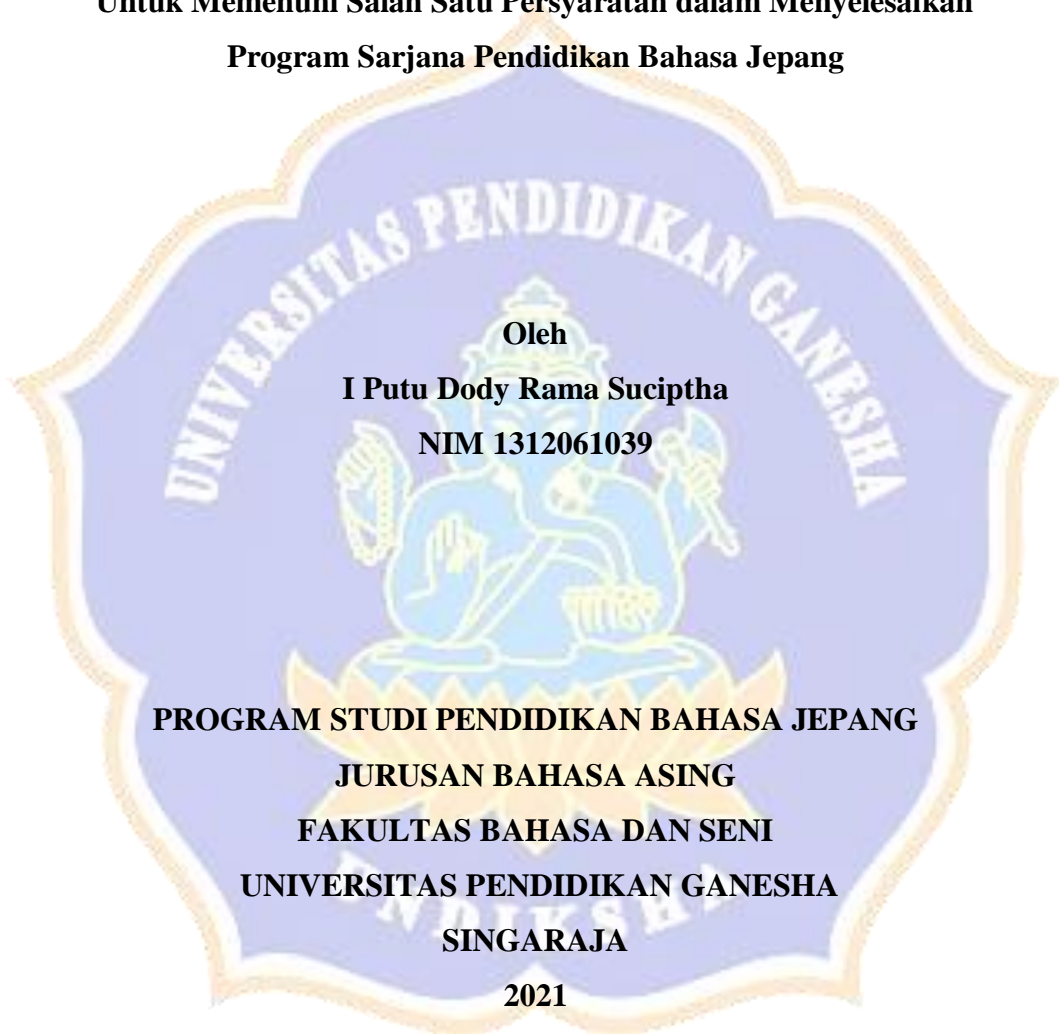 Untuk Memenuhi Salah Satu Persyaratan dalam Menyelesaikan
Program Sarjana Pendidikan Bahasa Jepang
UNIVERSITAS PENDIDIKAN GANESHA
Oleh
I Putu Dody Rama Suciptha
NIM 1312061039
PROGRAM STUDI PENDIDIKAN BAHASA JEPANG
JURUSAN BAHASA ASING
FAKULTAS BAHASA DAN SENI
UNIVERSITAS PENDIDIKAN GANESHA
UNDIKSHA
SINGARAJA
2021